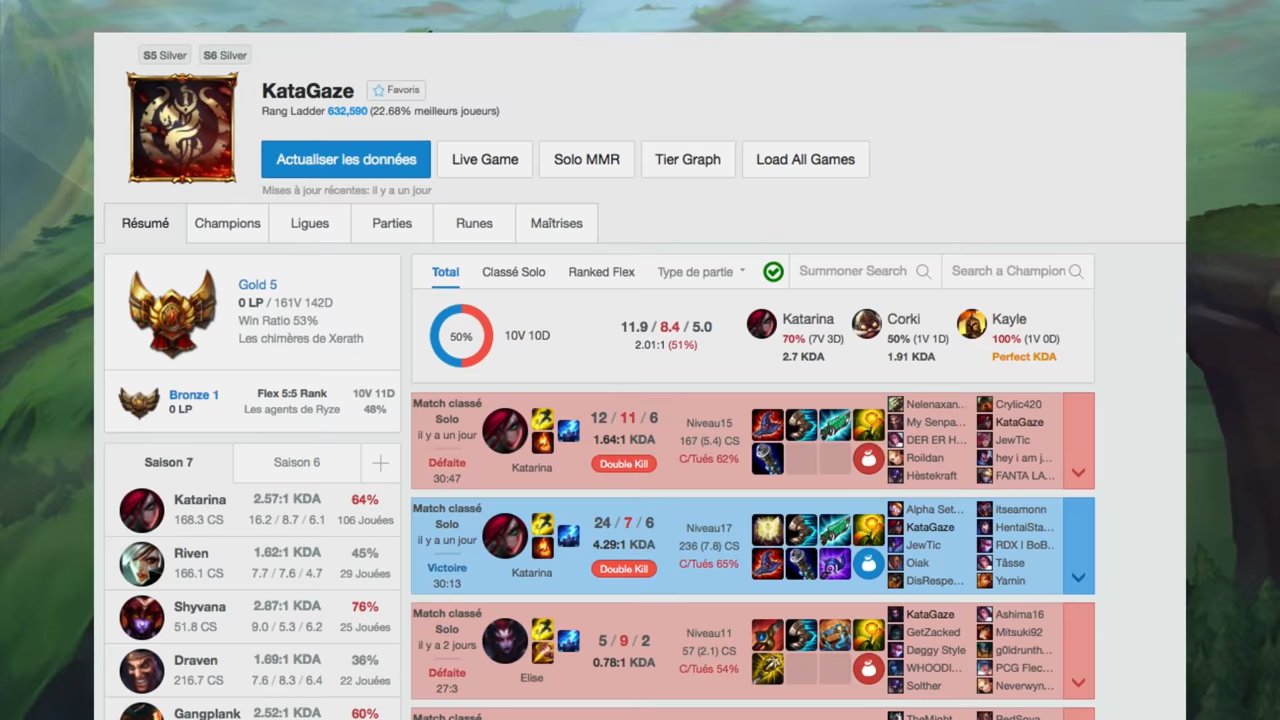 S5 Silver S6 Silver
KataGaze Favoris
Rang Ladder 632,590 (22.68% meilleurs joueurs)
Actualiser les données Live Game Solo MMR Tier Graph Load All Games
Mises à jour récentes: il y a un jour
Résumé Champions Ligues Parties Runes Maîtrises
Gold 5
0 LP / 161V 142D
Win Ratio 53%
Les chimères de Xerath
Bronze 1
0 LP
Flex 5:5 Rank
Les agents de Ryze
10V 11D
48%
Saison 7 Saison 6
Katarina 2.57:1 KDA 64%
168.3 CS 16.2 / 8.7 / 6.1 106 Jouées
Riven 1.62:1 KDA 45%
166.1 CS 7.7 / 7.6 / 4.7 29 Jouées
Shyvana 2.87:1 KDA 76%
51.8 CS 9.0 / 5.3 / 6.2 25 Jouées
Draven 1.69:1 KDA 36%
216.7 CS 7.6 / 8.3 / 6.4 22 Jouées
Gangplank 2.52:1 KDA 60%
Total Classé Solo Ranked Flex Type de partie Summoner Search Search a Champion
50% 10V 10D
11.9 / 8.4 / 5.0
2.01:1 (51%)
Katarina
70% (7V 3D)
2.7 KDA
Corki
50% (1V 1D)
1.91 KDA
Kayle
100% (1V 0D)
Perfect KDA
Match classé
Solo
il y a un jour
Défaite
30:47
Katarina
12 / 11 / 6
1.64:1 KDA
Double Kill
Niveau15
167 (5.4) CS
C/Tués 62%
Nelenaxan..
My Senpa...
DER ER H...
Roildan
Hèstekraft
Crylic420
KataGaze
JewTic
hey i am j...
FANTA LA...
Match classé
Solo
il y a un jour
Victoire
30:13
Katarina
24 / 7 / 6
4.29:1 KDA
Double Kill
Niveau17
236 (7.8) CS
C/Tués 65%
Alpha Set...
KataGaze
JewTic
Oiak
DisRespe...
itseamonn
HentaiSta...
RDX l BoB..
Tâsse
Yamin
Match classé
Solo
il y a 2 jours
Défaite
27:3
Elise
5 / 9 / 2
0.78:1 KDA
Niveau11
57 (2.1) CS
C/Tués 54%
KataGaze
GetZacked
Døggy Style
WHOODI...
Solther
Ashima16
Mitsuki92
g0ldrunth...
PCG Flec...
Neverwyn...
Match classé
TheMight
RedSova